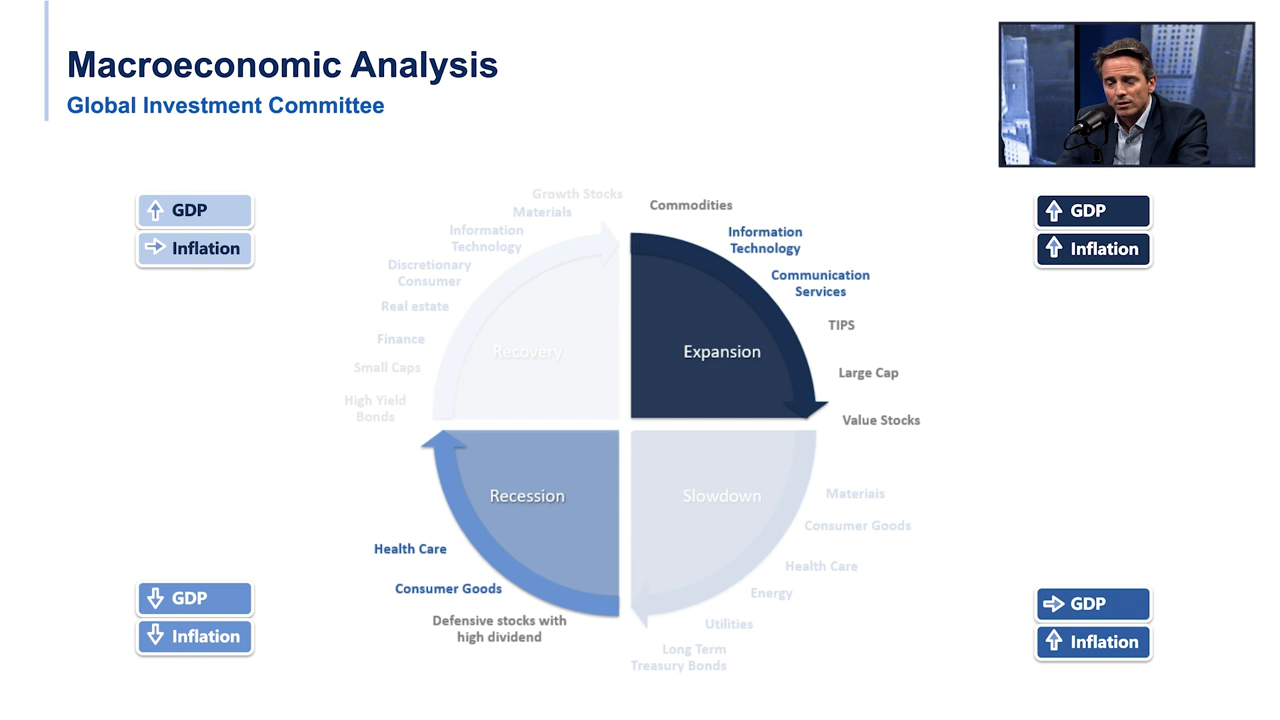 Macroeconomic Analysis
Global Investment Committee
GDP
Inflation
GDP
Inflation
Growth Stocks
Materials
Information
Technology
Discretionary
Consumer
Real estate
Finance
Small Caps
High Yield
Bonds
Recovery
Commodities
Information
Technology
Communication
Services
TIPS
Large Cap
Value Stocks
Expansion
Recession
Health Care
Consumer Goods
Defensive stocks with
high dividend
Slowdown
Materials
Consumer Goods
Health Care
Energy
Utilities
Long Term
Treasury Bonds
GDP
Inflation
GDP
Inflation